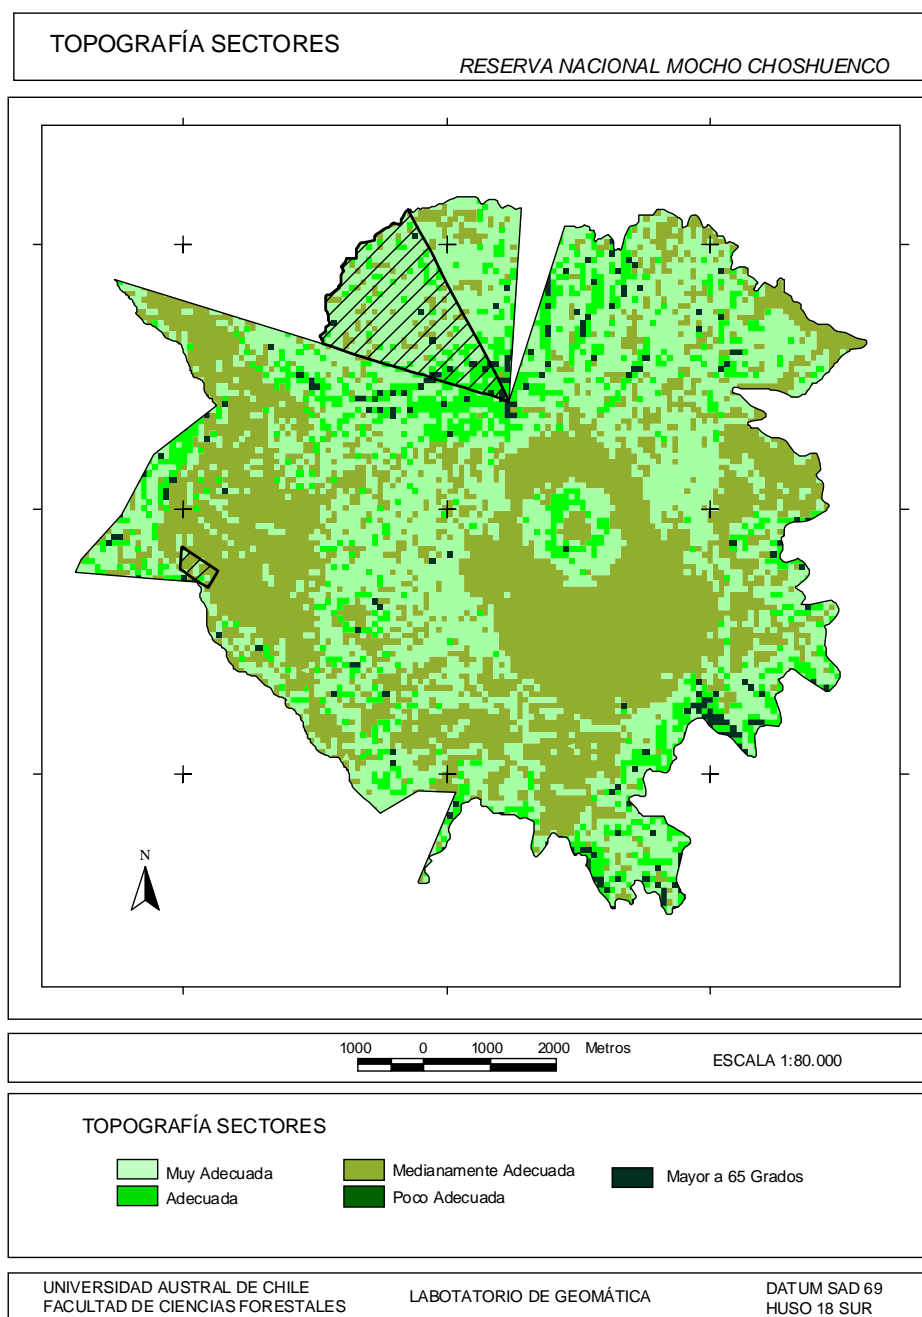 TOPOGRAFÍA SECTORES
RESERVA NACIONAL MOCHO CHOSHUENCO
N
1000 0 1000 2000 Metros
ESCALA 1:80.000
TOPOGRAFÍA SECTORES
Muy Adecuada
Adecuada
Medianamente Adecuada
Poco Adecuada
Mayor a 65 Grados
UNIVERSIDAD AUSTRAL DE CHILE
FACULTAD DE CIENCIAS FORESTALES
LABOTATORIO DE GEOMÁTICA
DATUM SAD 69
HUSO 18 SUR